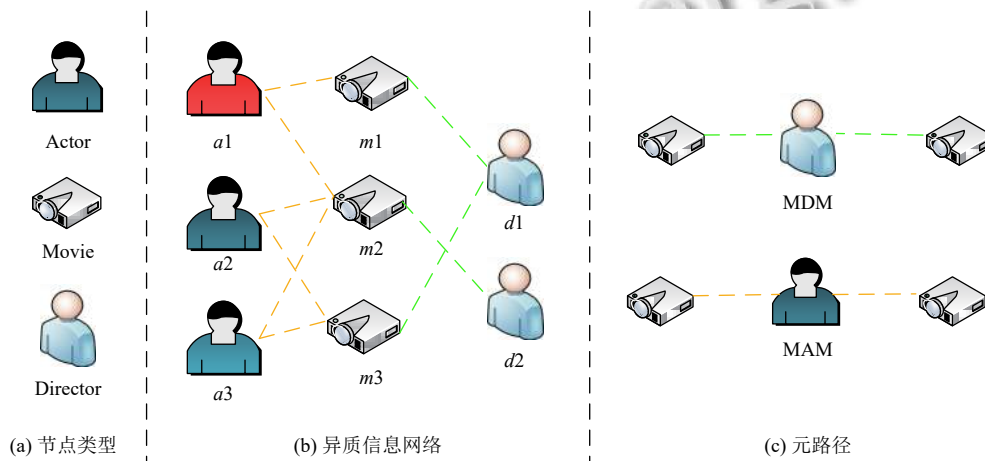 Actor
Movie
Director
(a) 节点类型
a1
a2
a3
m1
m2
m3
d1
d2
(b) 异质信息网络
MDM
MAM
(c) 元路径